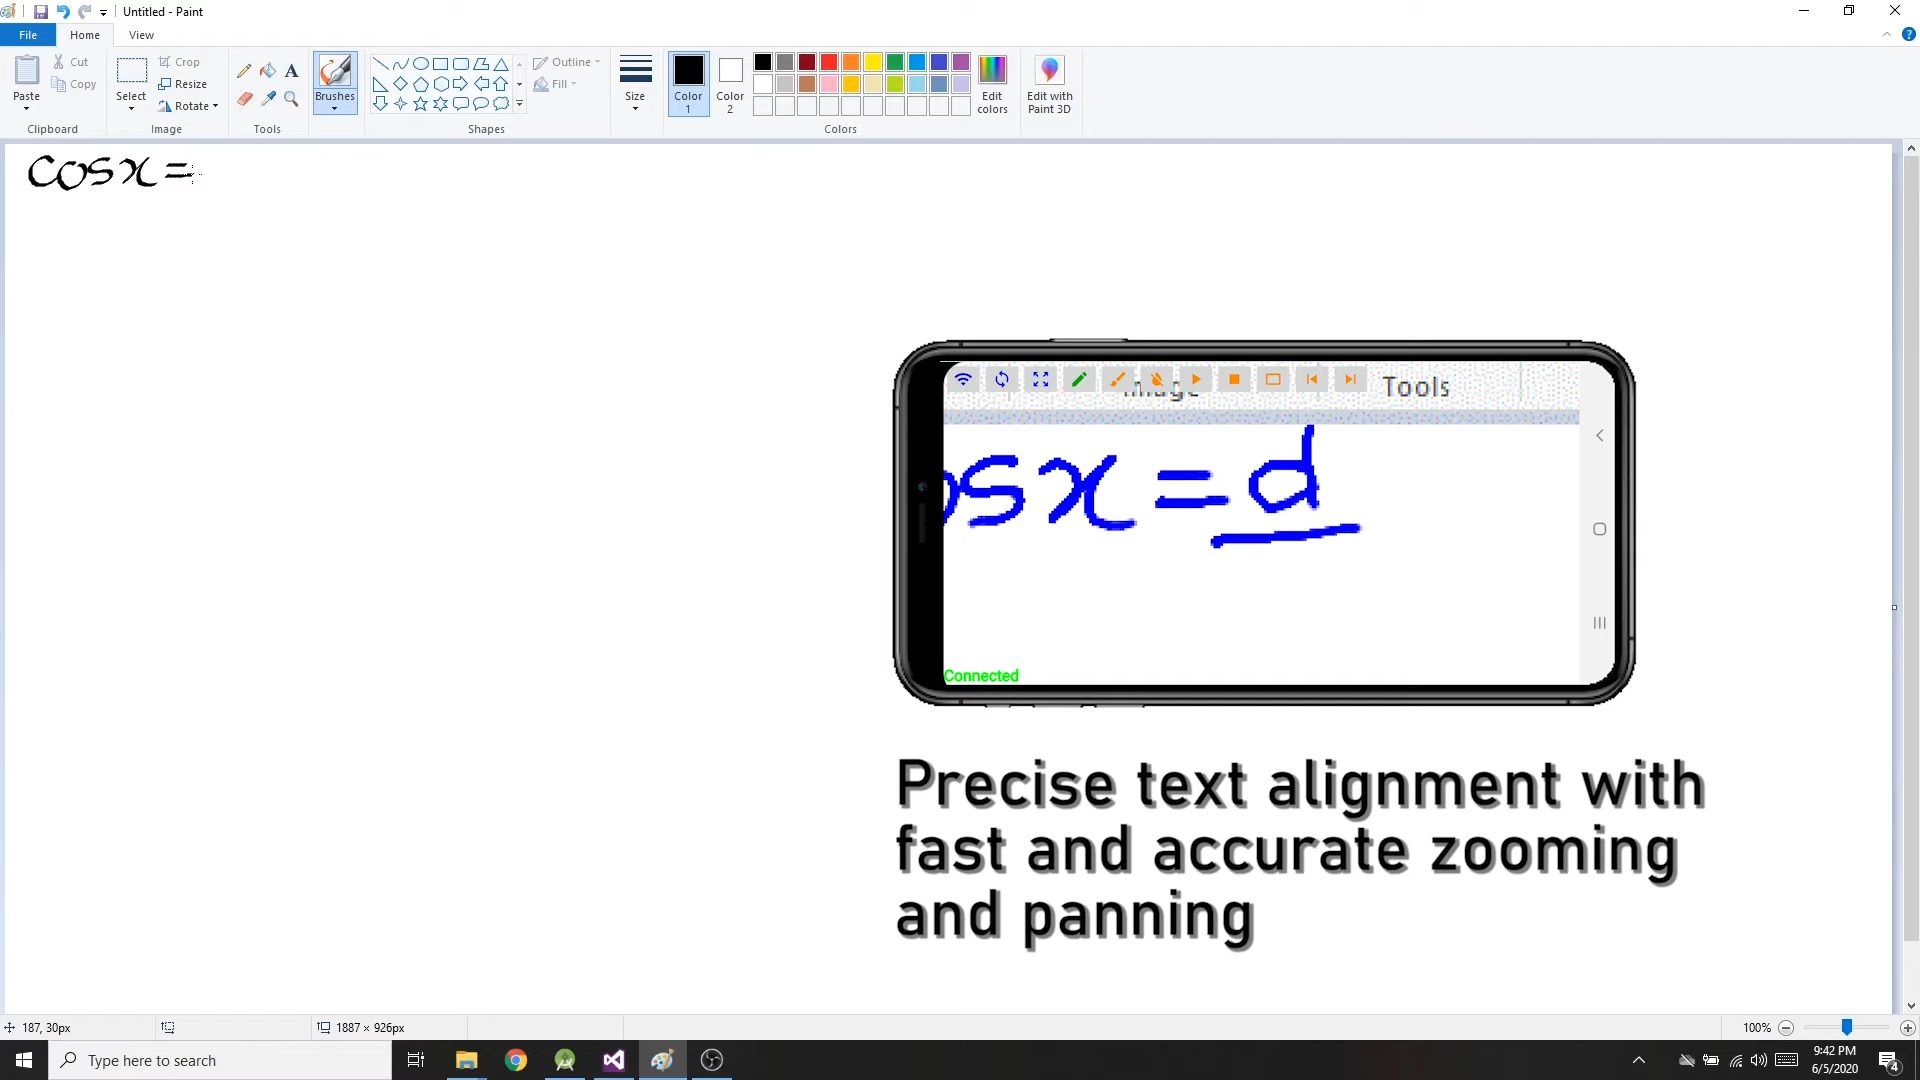 Untitled - Paint
File Home View
Paste
Cut
Copy
Clipboard
Select
Crop
Resize
Rotate
Image
A
Tools
Brushes
Outline
Fill
Shapes
Size
Color 1
Color 2
Edit colors
Colors
Edit with Paint 3D
cosx=
Tools
osx=d
Connected
Precise text alignment with
fast and accurate zooming
and panning
187, 30px
1887 × 926px
100%
Type here to search
9:42 PM
6/5/2020
4